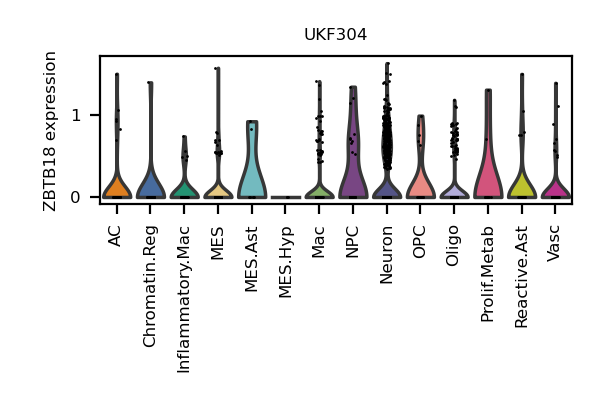 UKF304
ZBTB18 expression
1
0
AC
Chromatin.Reg
Inflammatory.Mac
MES
MES.Ast
MES.Hyp
Mac
NPC
Neuron
OPC
Oligo
Prolif.Metab
Reactive.Ast
Vasc